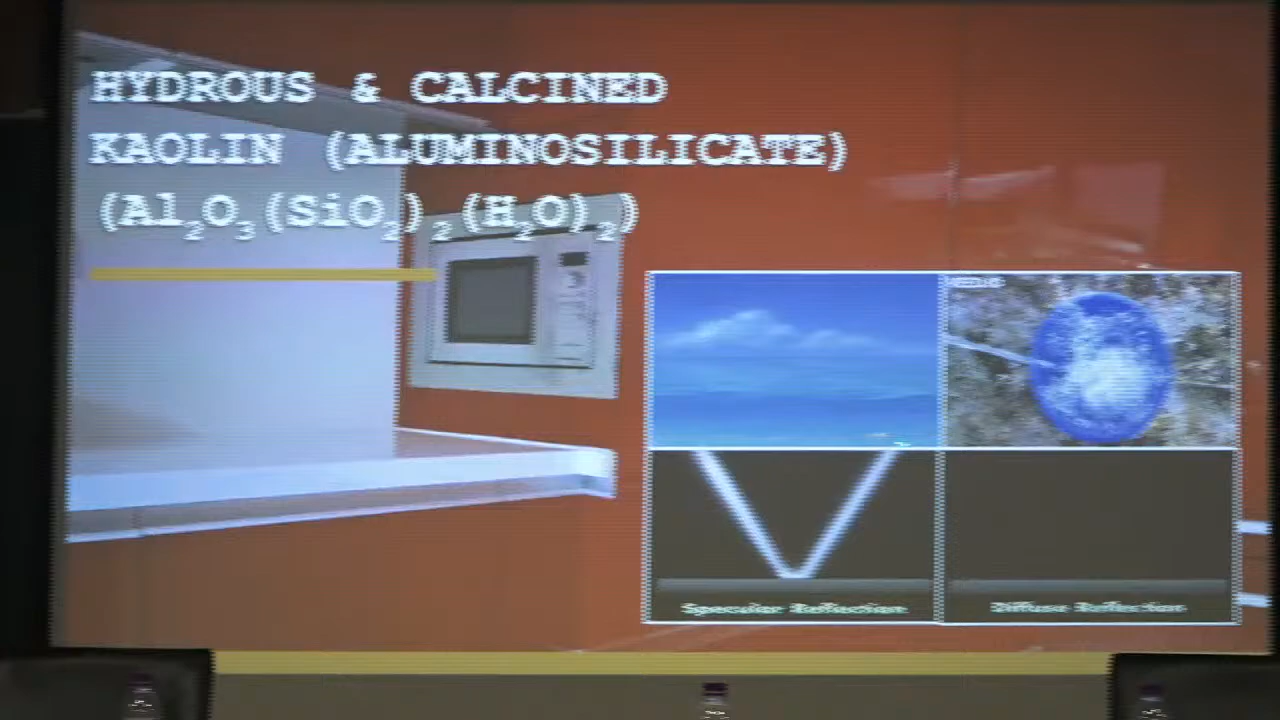 HYDROUS & CALCINED
KAOLIN (ALUMINOSILICATE)
(Al₂O₃(SiO₂)₂(H₂O)₂)
Specular Reflection
Diffuse Reflection